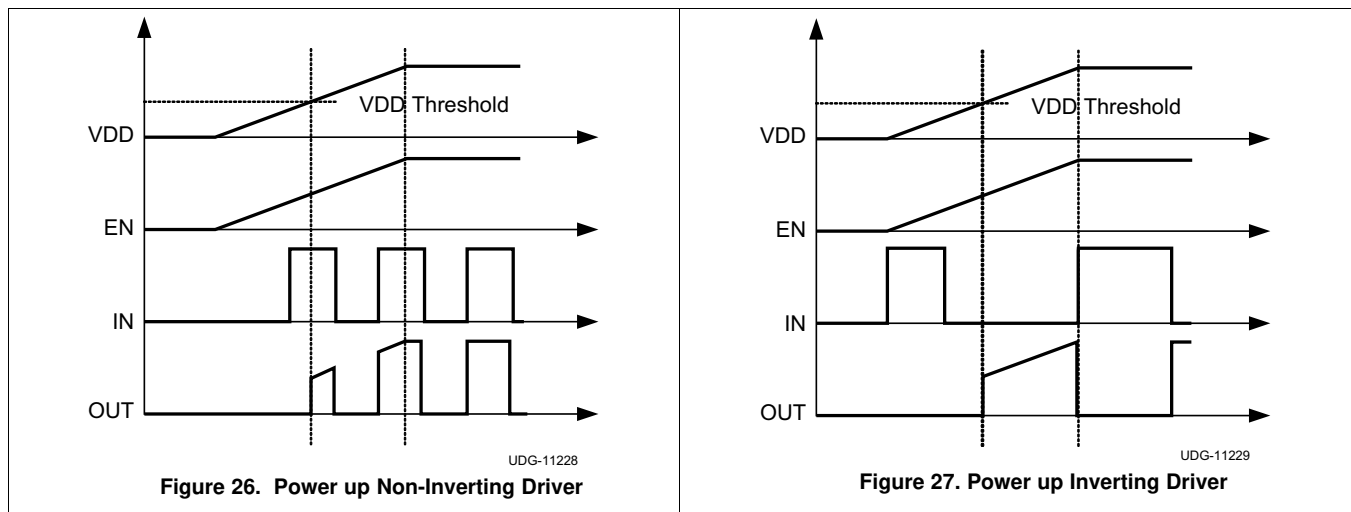 VDD Threshold
VDD
EN
IN
OUT
UDG-11228
Figure 26. Power up Non-Inverting Driver
VDD Threshold
VDD
EN
IN
OUT
UDG-11229
Figure 27. Power up Inverting Driver